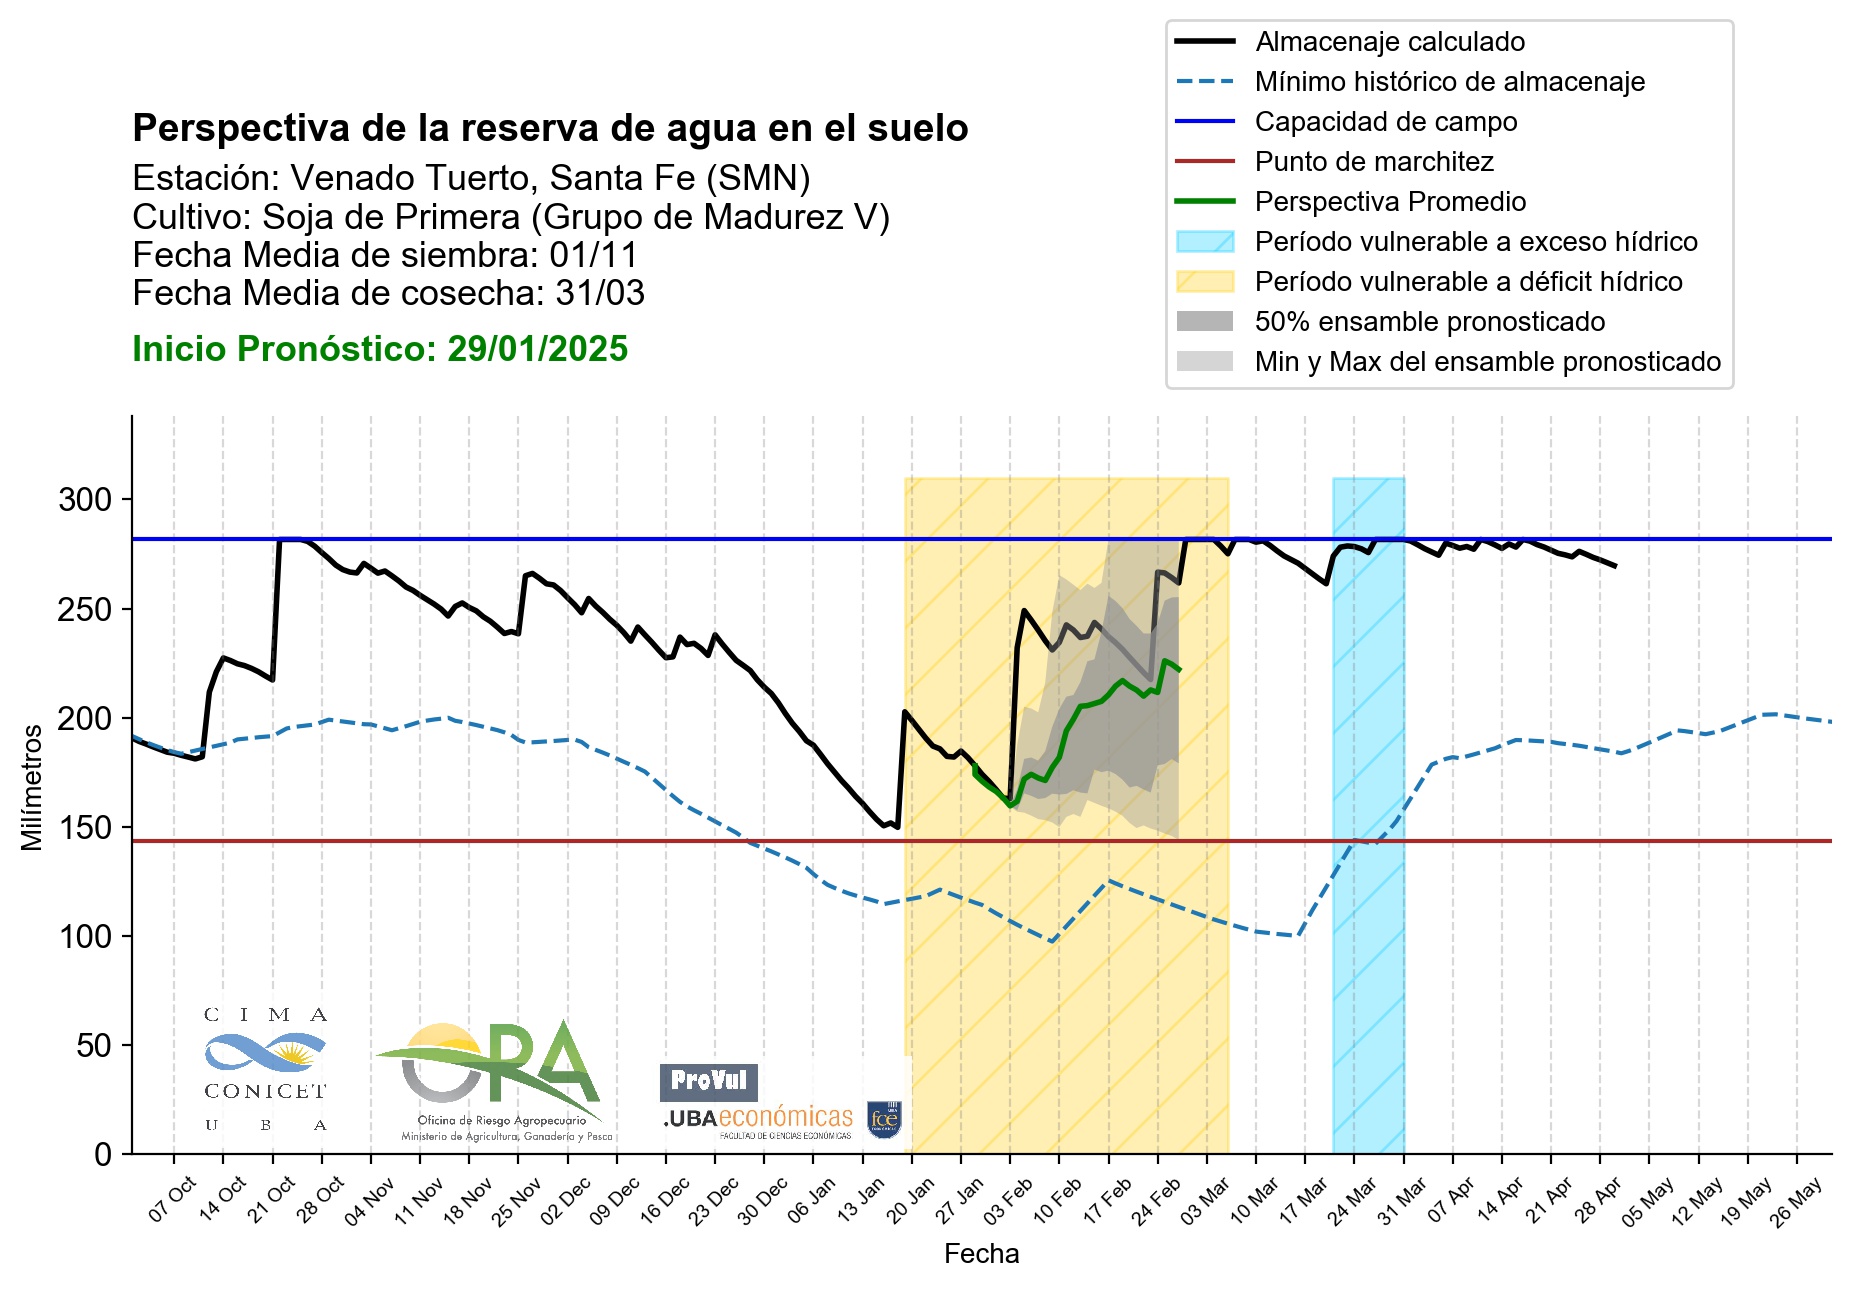 Almacenaje calculado
Mínimo histórico de almacenaje
Capacidad de campo
Punto de marchitez
Perspectiva Promedio
Período vulnerable a exceso hídrico
Período vulnerable a déficit hídrico
50% ensamble pronosticado
Min y Max del ensamble pronosticado
Perspectiva de la reserva de agua en el suelo
Estación: Venado Tuerto, Santa Fe (SMN)
Cultivo: Soja de Primera (Grupo de Madurez V)
Fecha Media de siembra: 01/11
Fecha Media de cosecha: 31/03
Inicio Pronóstico: 29/01/2025
Milímetros
300
250
200
150
100
50
0
C I M A
CONICET
U B A
ORA
Oficina de Riesgo Agropecuario
Ministerio de Agricultura, Ganadería y Pesca
ProVul
.UBAeconómicas
FACULTAD DE CIENCIAS ECONÓMICAS
fce
07 Oct
14 Oct
21 Oct
28 Oct
04 Nov
11 Nov
18 Nov
25 Nov
02 Dec
09 Dec
16 Dec
23 Dec
30 Dec
06 Jan
13 Jan
20 Jan
27 Jan
03 Feb
10 Feb
17 Feb
24 Feb
03 Mar
10 Mar
17 Mar
24 Mar
31 Mar
07 Apr
14 Apr
21 Apr
28 Apr
05 May
12 May
19 May
26 May
Fecha